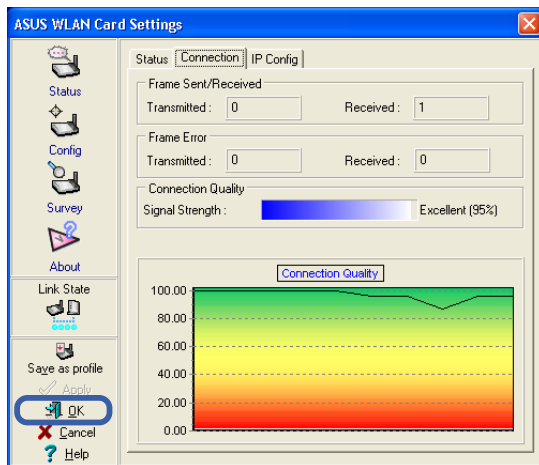 ASUS WLAN Card Settings
Status
Config
Survey
About
Link State
Save as profile
Apply
OK
Cancel
Help
Status Connection IP Config
Frame Sent/Received
Transmitted : 0 Received : 1
Frame Error
Transmitted : 0 Received : 0
Connection Quality
Signal Strength : Excellent (95%)
Connection Quality
100.00
80.00
60.00
40.00
20.00
0.00